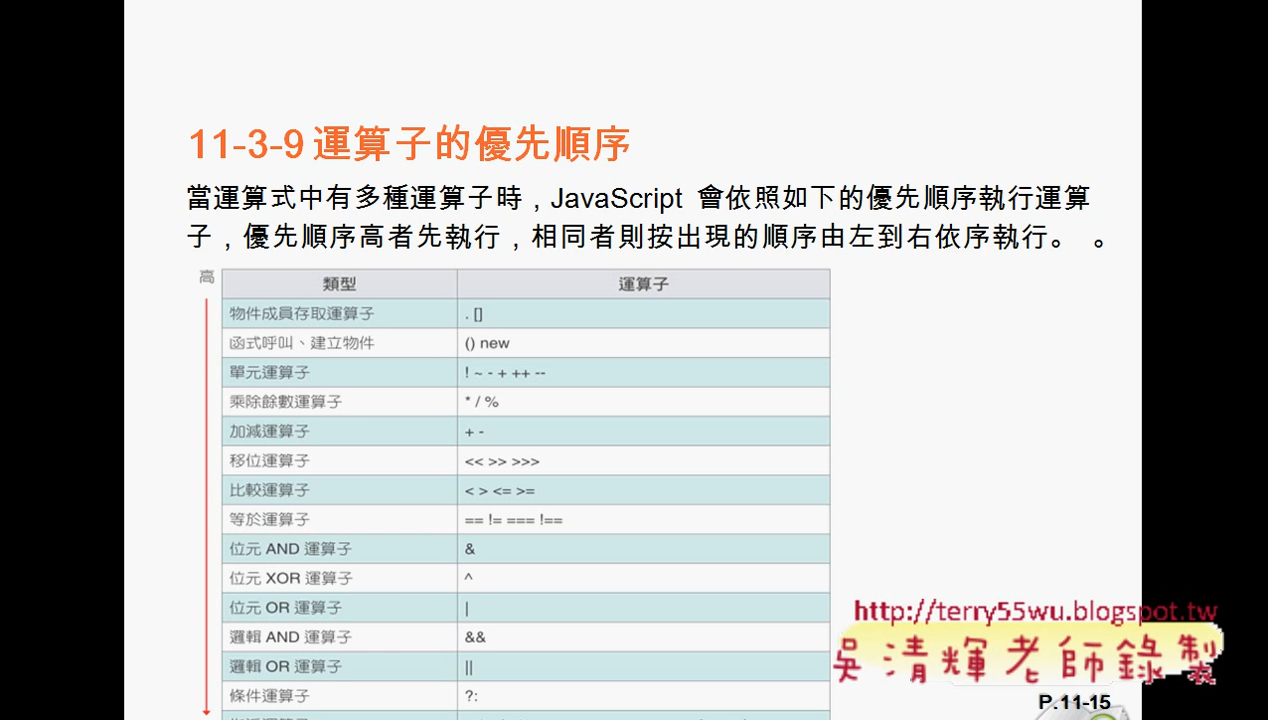 11-3-9 運算子的優先順序
當運算式中有多種運算子時，JavaScript 會依照如下的優先順序執行運算
子，優先順序高者先執行，相同者則按出現的順序由左到右依序執行。 。
高
類型 運算子
物件成員存取運算子 . []
函式呼叫、建立物件 () new
單元運算子 ! ~ - + ++ --
乘除餘數運算子 * / %
加減運算子 + -
移位運算子 << >> >>>
比較運算子 < > <= >=
等於運算子 == != === !==
位元 AND 運算子 &
位元 XOR 運算子 ^
位元 OR 運算子 |
邏輯 AND 運算子 &&
邏輯 OR 運算子 ||
條件運算子 ?:
http://terry55wu.blogspot.tw
吳清輝老師錄製
P.11-15